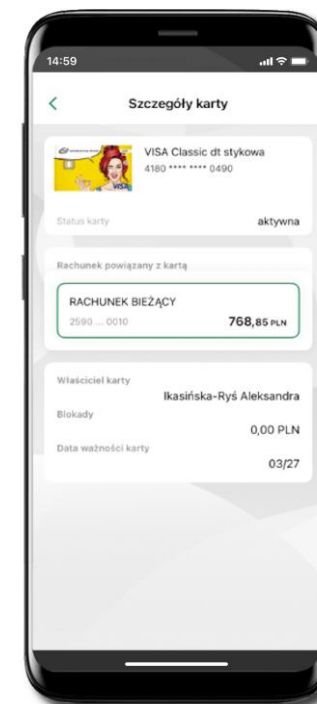 14:59
Szczegóły karty
VISA Classic dt stykowa
4180 **** **** 0490
VISA
Status karty
aktywna
Rachunek powiązany z kartą
RACHUNEK BIEŻĄCY
2590 ... 0010
768,85 PLN
Właściciel karty
Ikasińska-Ryś Aleksandra
Blokady
0,00 PLN
Data ważności karty
03/27